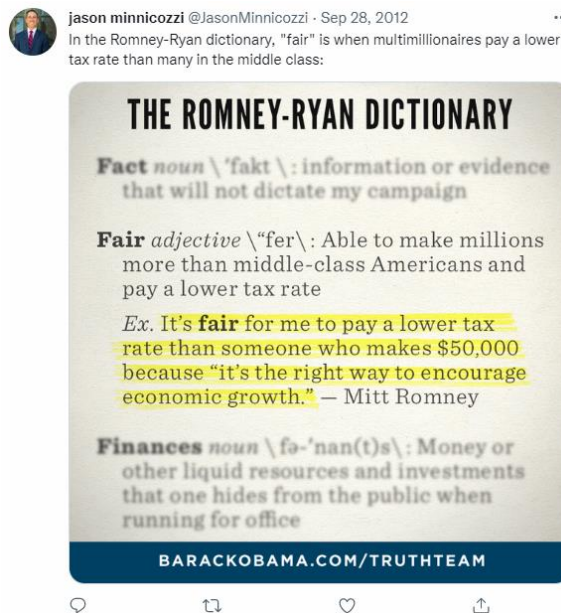 jason minnicozzi @JasonMinnicozzi · Sep 28, 2012
In the Romney-Ryan dictionary, "fair" is when multimillionaires pay a lower
tax rate than many in the middle class:
THE ROMNEY-RYAN DICTIONARY
Fact noun \ˈfakt \: information or evidence
that will not dictate my campaign
Fair adjective \“fer\: Able to make millions
more than middle-class Americans and
pay a lower tax rate
Ex. It’s fair for me to pay a lower tax
rate than someone who makes $50,000
because “it’s the right way to encourage
economic growth.” — Mitt Romney
Finances noun \fə-ˈnan(t)s\: Money or
other liquid resources and investments
that one hides from the public when
running for office
BARACKOBAMA.COM/TRUTHTEAM